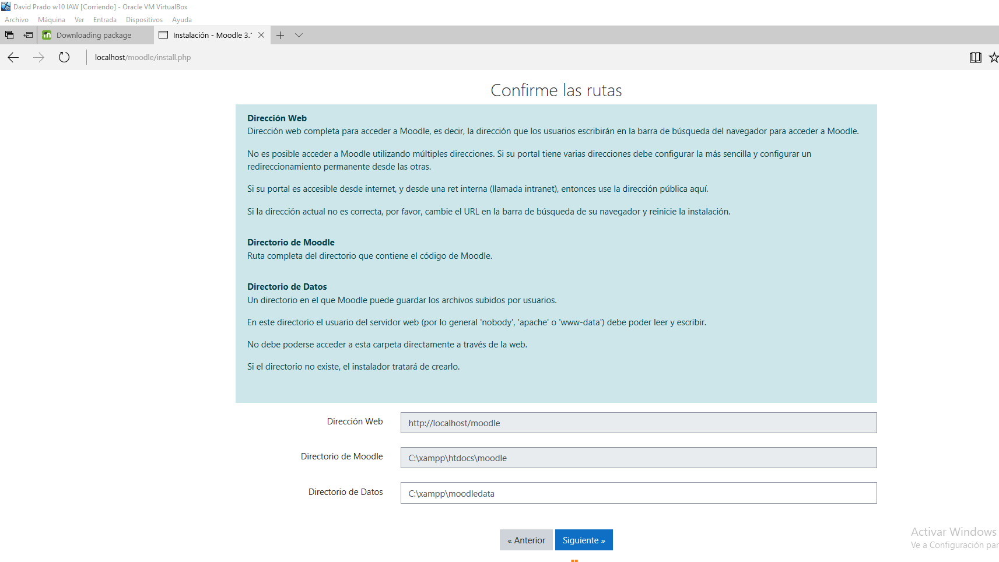 David Prado w10 IAW [Corriendo] - Oracle VM VirtualBox
Archivo Máquina Ver Entrada Dispositivos Ayuda
Downloading package
Instalación - Moodle 3.
localhost/moodle/install.php
Confirme las rutas
Dirección Web
Dirección web completa para acceder a Moodle, es decir, la dirección que los usuarios escribirán en la barra de búsqueda del navegador para acceder a Moodle.
No es posible acceder a Moodle utilizando múltiples direcciones. Si su portal tiene varias direcciones debe configurar la más sencilla y configurar un
redireccionamiento permanente desde las otras.
Si su portal es accesible desde internet, y desde una ret interna (llamada intranet), entonces use la dirección pública aquí.
Si la dirección actual no es correcta, por favor, cambie el URL en la barra de búsqueda de su navegador y reinicie la instalación.
Directorio de Moodle
Ruta completa del directorio que contiene el código de Moodle.
Directorio de Datos
Un directorio en el que Moodle puede guardar los archivos subidos por usuarios.
En este directorio el usuario del servidor web (por lo general 'nobody', 'apache' o 'www-data') debe poder leer y escribir.
No debe poderse acceder a esta carpeta directamente a través de la web.
Si el directorio no existe, el instalador tratará de crearlo.
Dirección Web http://localhost/moodle
Directorio de Moodle C:\xampp\htdocs\moodle
Directorio de Datos C:\xampp\moodledata
« Anterior Siguiente »
Activar Windows
Ve a Configuración par